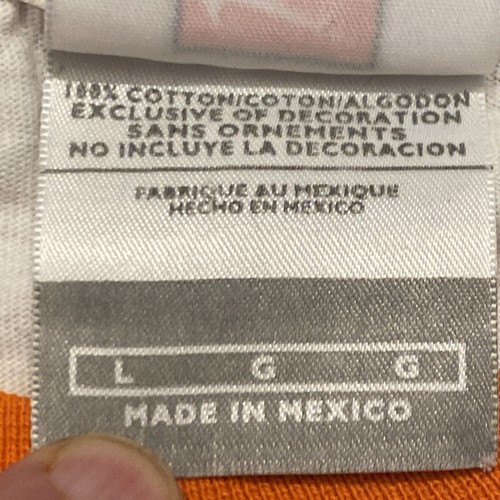 100% COTTON/COTON/ALGODON
EXCLUSIVE OF DECORATION
SANS ORNEMENTS
NO INCLUYE LA DECORACION
FABRIQUE AU MEXIQUE
HECHO EN MEXICO
L G G
MADE IN MEXICO